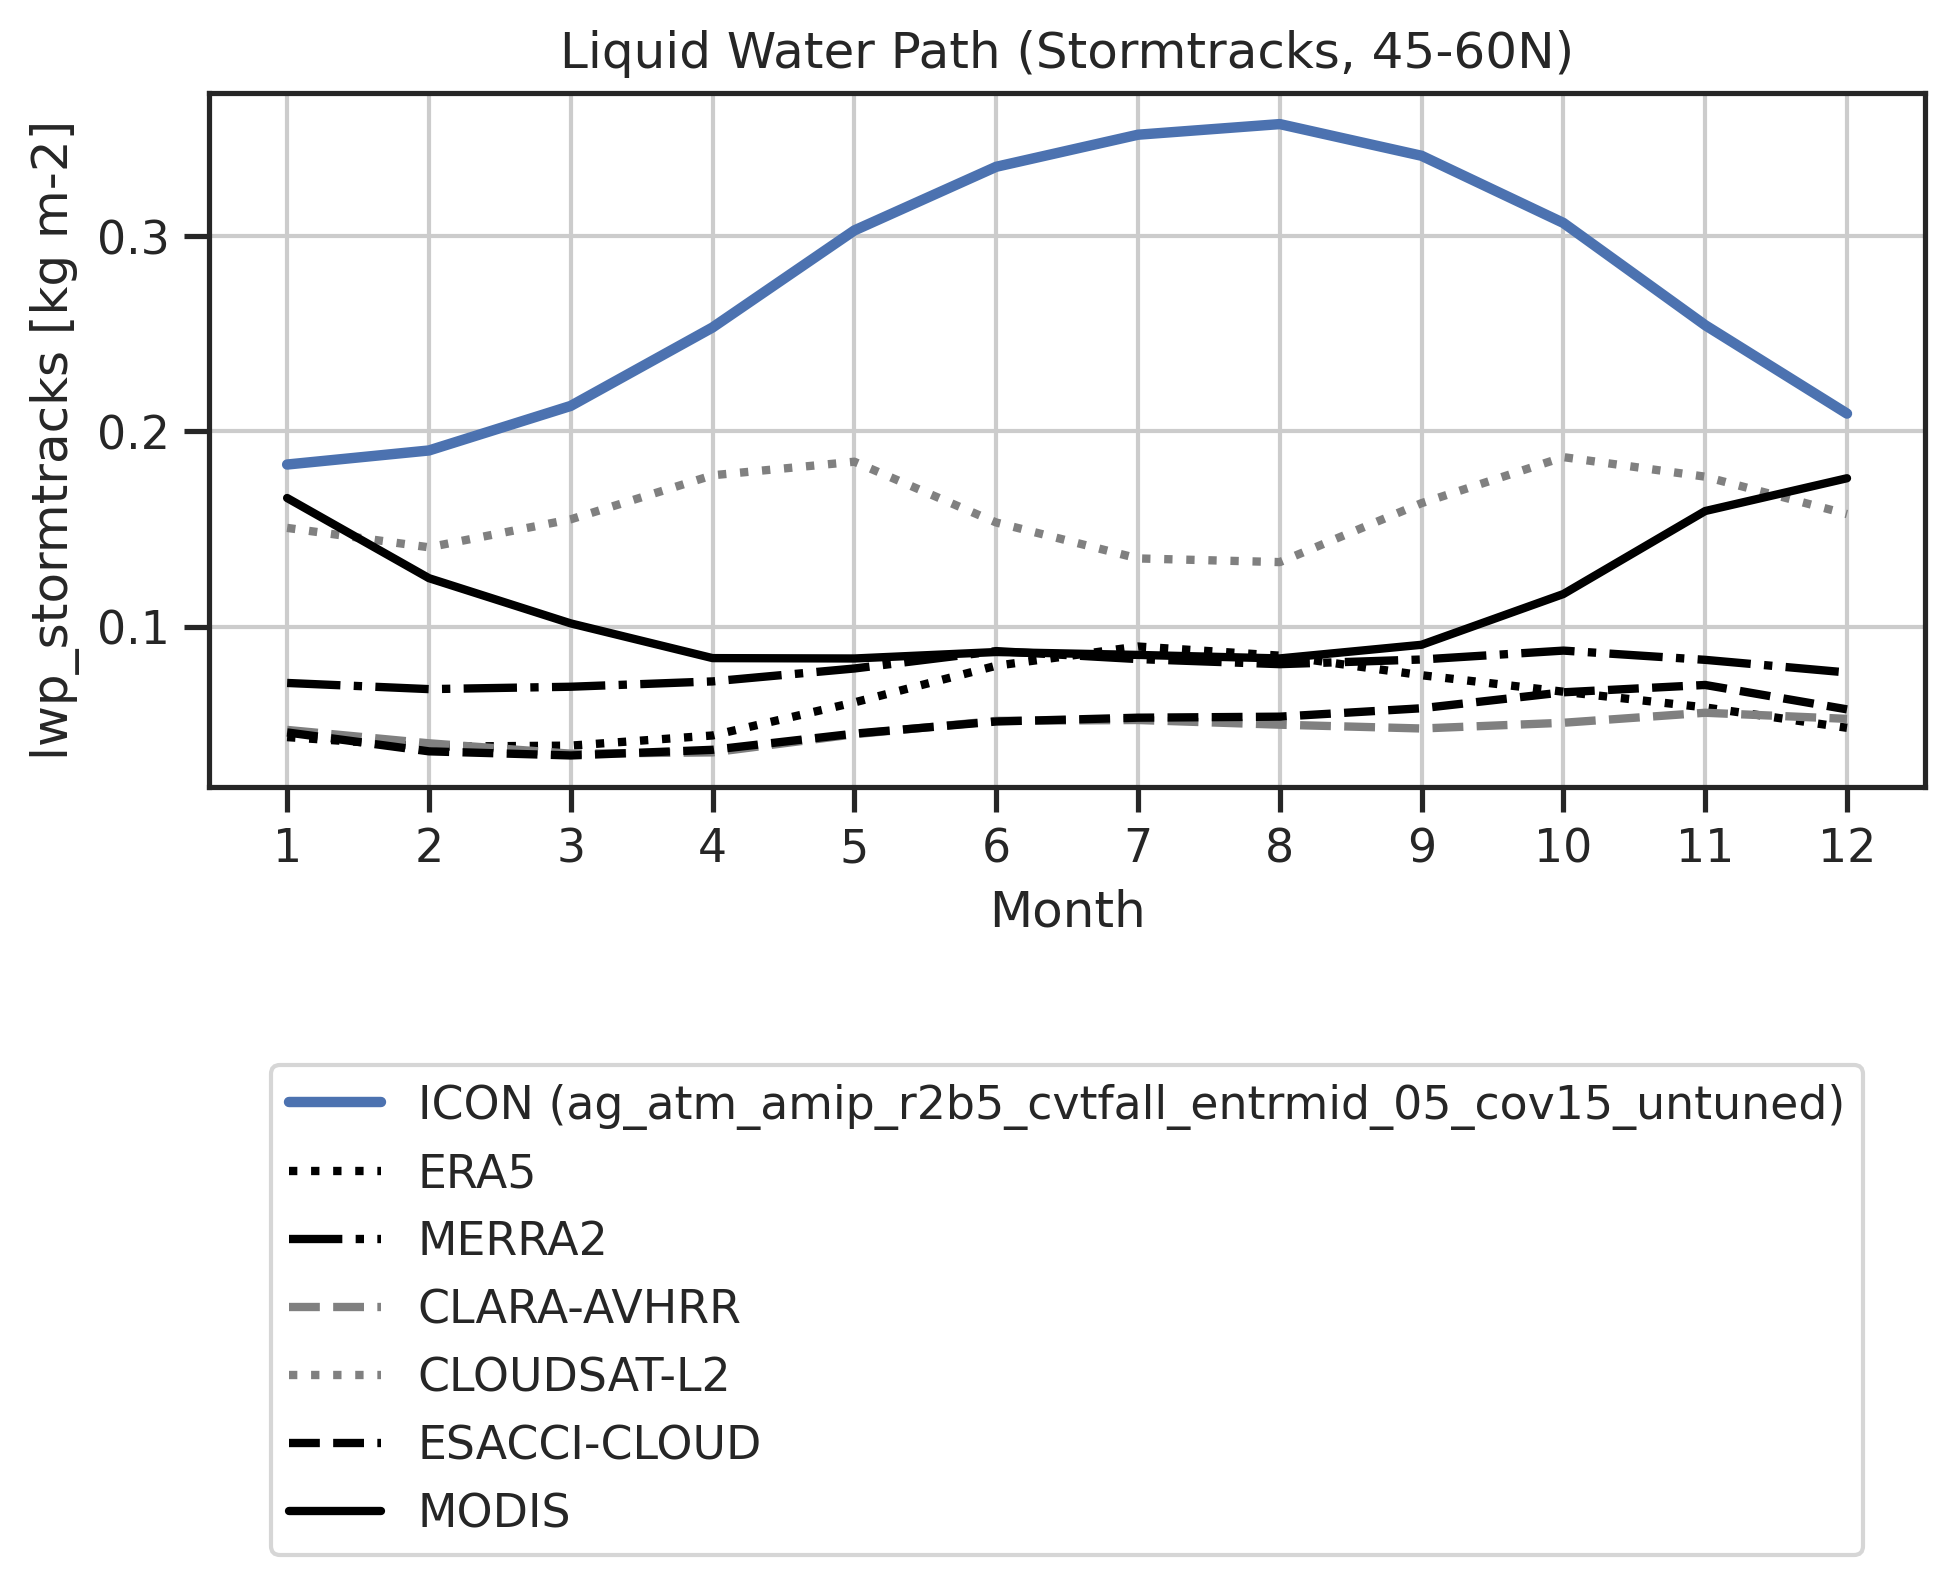 Liquid Water Path (Stormtracks, 45-60N)
lwp_stormtracks [kg m-2]
0.3
0.2
0.1
1 2 3 4 5 6 7 8 9 10 11 12
Month
ICON (ag_atm_amip_r2b5_cvtfall_entrmid_05_cov15_untuned)
ERA5
MERRA2
CLARA-AVHRR
CLOUDSAT-L2
ESACCI-CLOUD
MODIS